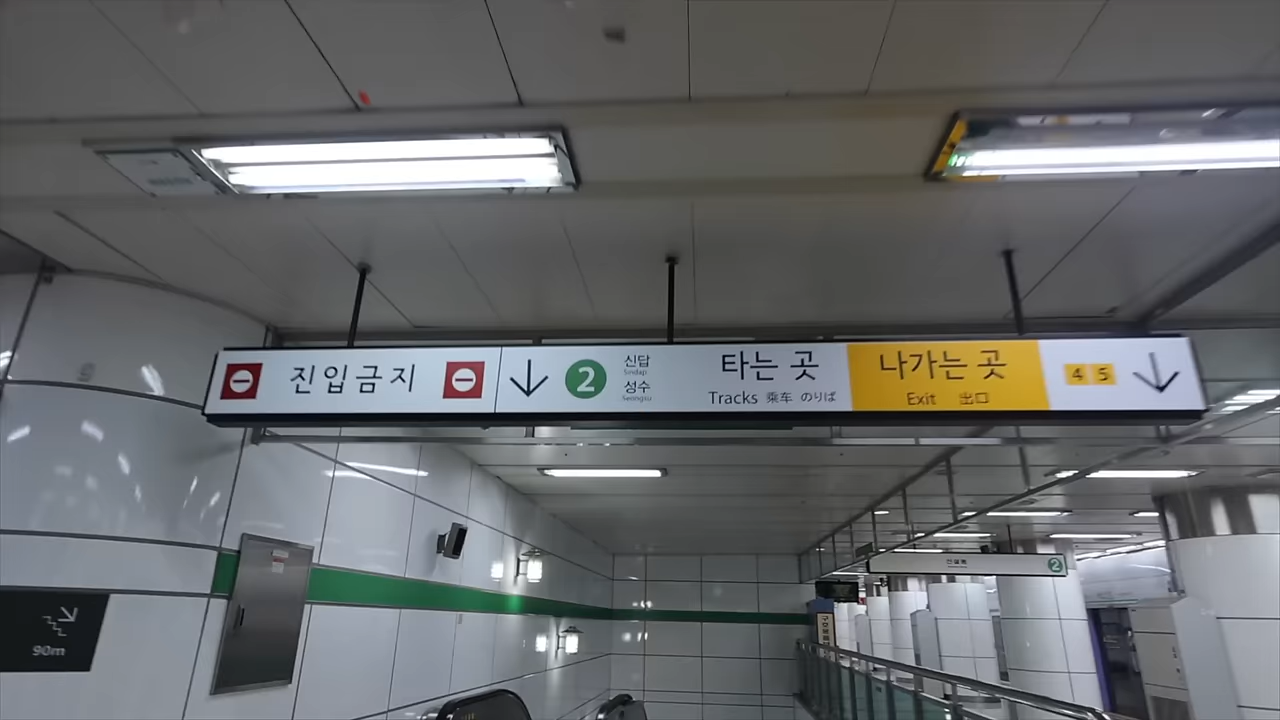 진입금지
2
신답
Sindap
성수
Seongsu
타는 곳
Tracks 乘车 のりば
나가는 곳
Exit 出口
4 5
90m
2